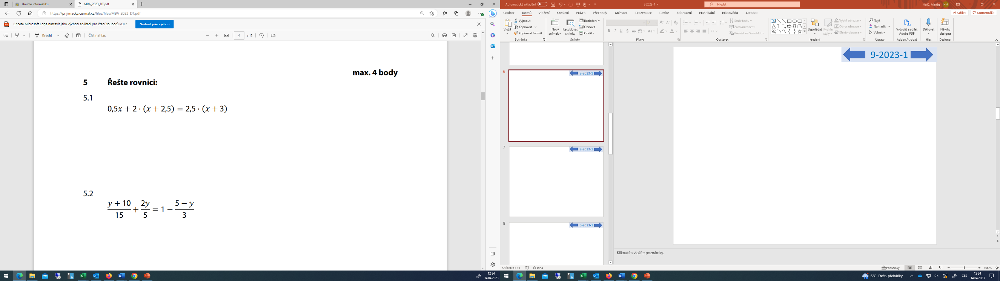 Umíme informatiku
M9A_2023_DT.pdf
https://prijimacky.cermat.cz/files/files/M9A_2023_DT.pdf
Chcete Microsoft Edge nastavit jako výchozí aplikaci pro čtení souborů PDF?
Nastavit jako výchozí
Kreslit
Číst nahlas
4
z 12
max. 4 body
5 Řešte rovnici:
5.1
0,5x + 2 · (x + 2,5) = 2,5 · (x + 3)
5.2
y + 10 2y 5 − y
+ = 1 −
15 5 3
12:34
14.04.2023
Automatické ukládání
9 2023-1
Hledat
Holý, Martin
HM
Soubor Domů Vložení Kreslení Návrh Přechody Animace Prezentace Revize Zobrazení Nahrávání Nápověda Acrobat
Sdílet
Komentáře
Vložit
Vyjmout
Kopírovat
Kopírovat formát
Schránka
Nový snímek
Recyklovat snímky
Rozložení
Obnovit
Oddíl
Snímky
12
Písmo
Směr textu
Zarovnat text
Převést na SmartArt
Odstavec
Uspořádat
Rychlé styly
Výplň obrazce
Obrys obrazce
Efekty obrazce
Kreslení
Najít
Nahradit
Vybrat
Úpravy
Vytvořit a sdílet Adobe PDF
Adobe Acrobat
Diktovat
Hlas
Návrhy designu
Designer
6
9-2023-1
7
9-2023-1
8
9-2023-1
9-2023-1
Kliknutím vložíte poznámky.
Snímek 6 z 15
Čeština
Poznámky
106 %
6°C Dešť. přeháňky
CES
12:34
14.04.2023